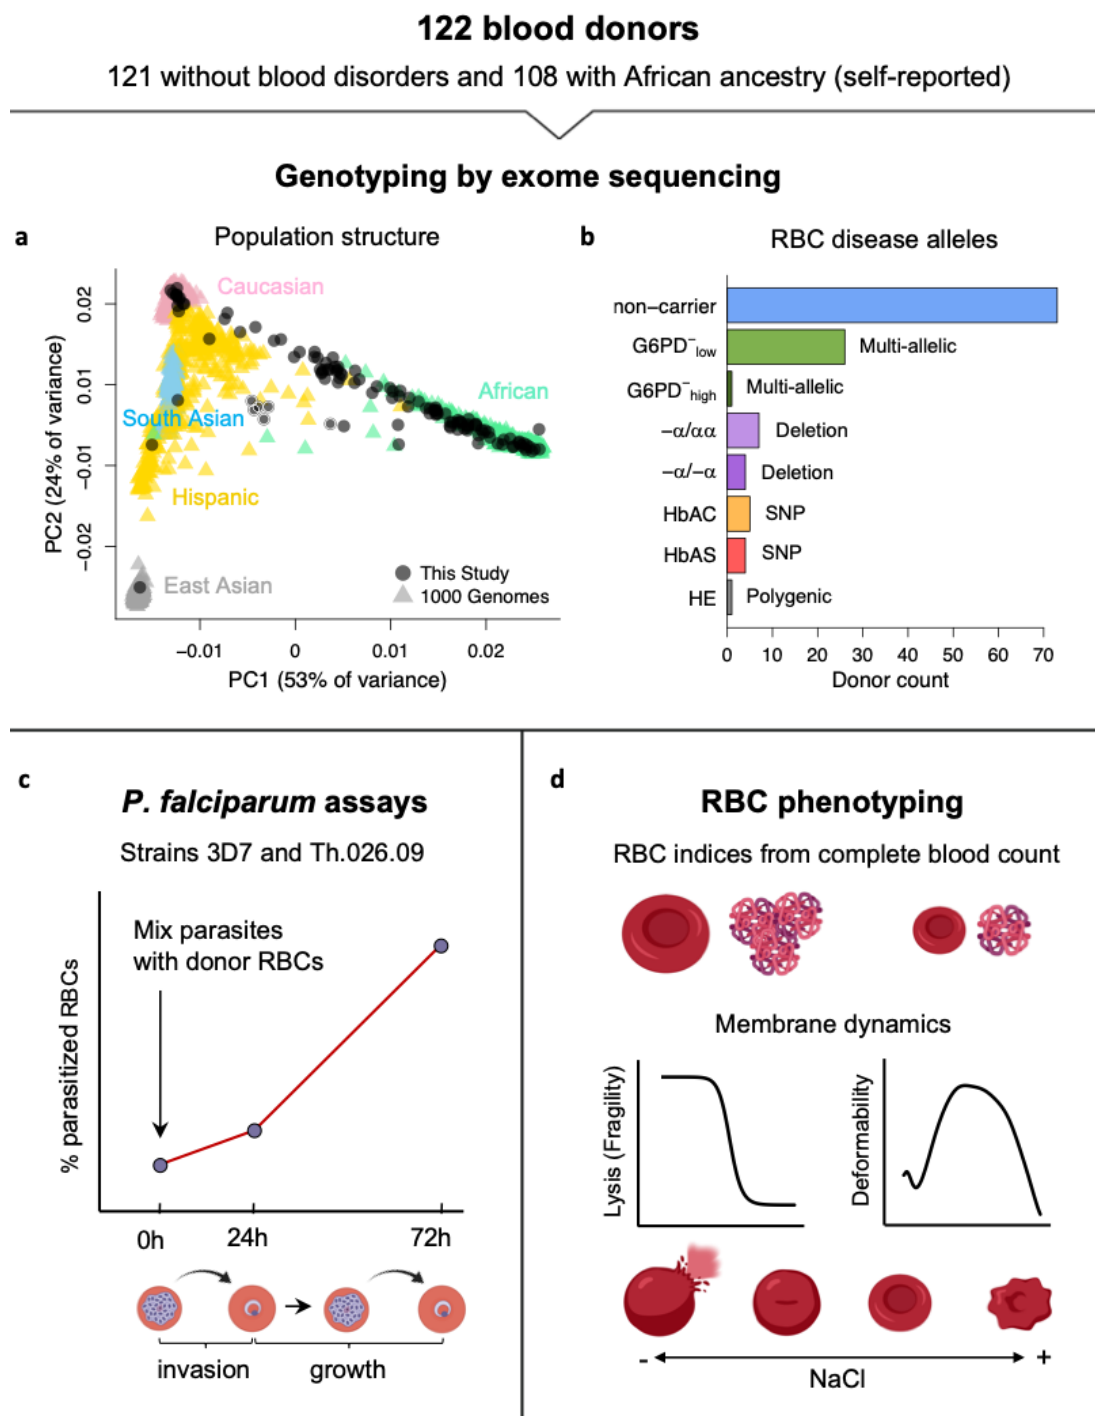 122 blood donors
121 without blood disorders and 108 with African ancestry (self-reported)
Genotyping by exome sequencing
a
Population structure
Caucasian
African
South Asian
Hispanic
East Asian
This Study
1000 Genomes
PC2 (24% of variance)
0.02
0.01
−0.01
−0.02
−0.01
0
0.01
0.02
PC1 (53% of variance)
b
RBC disease alleles
non−carrier
G6PD⁻low
Multi-allelic
G6PD⁻high
Multi-allelic
−α/αα
Deletion
−α/−α
Deletion
HbAC
SNP
HbAS
SNP
HE
Polygenic
0 10 20 30 40 50 60 70
Donor count
c
P. falciparum assays
Strains 3D7 and Th.026.09
Mix parasites
with donor RBCs
% parasitized RBCs
0h
24h
72h
invasion
growth
d
RBC phenotyping
RBC indices from complete blood count
Membrane dynamics
Lysis (Fragility)
Deformability
- +
NaCl